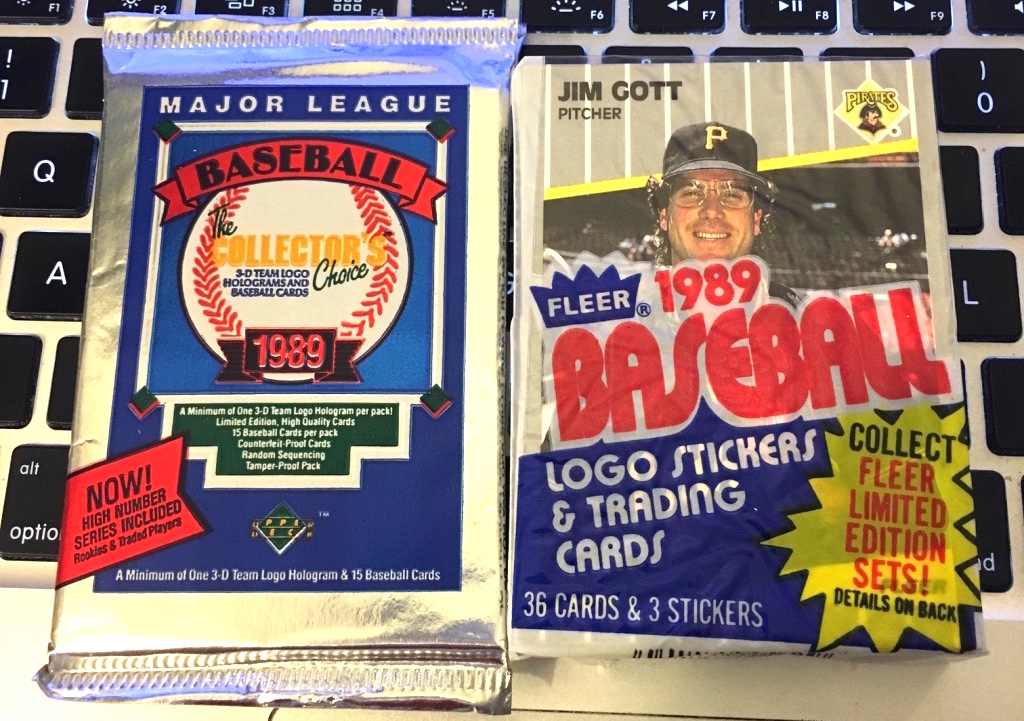 F1
F2
F3
F4
F5
F6
F7
F8
F9
!
1
)
0
Q
A
L
alt
option
MAJOR LEAGUE
BASEBALL
The
COLLECTOR'S™
Choice
3-D TEAM LOGO
HOLOGRAMS AND
BASEBALL CARDS
1989
A Minimum of One 3-D Team Logo Hologram per pack!
Limited Edition, High Quality Cards
15 Baseball Cards per pack
Counterfeit-Proof Cards
Random Sequencing
Tamper-Proof Pack
NOW!
HIGH NUMBER
SERIES INCLUDED
Rookies & Traded Players
UPPER
DECK
™
A Minimum of One 3-D Team Logo Hologram & 15 Baseball Cards
JIM GOTT
PITCHER
PIRATES
P
FLEER®
1989
BASEBALL
LOGO STICKERS
& TRADING
CARDS
36 CARDS & 3 STICKERS
COLLECT
FLEER
LIMITED
EDITION
SETS!
DETAILS ON BACK